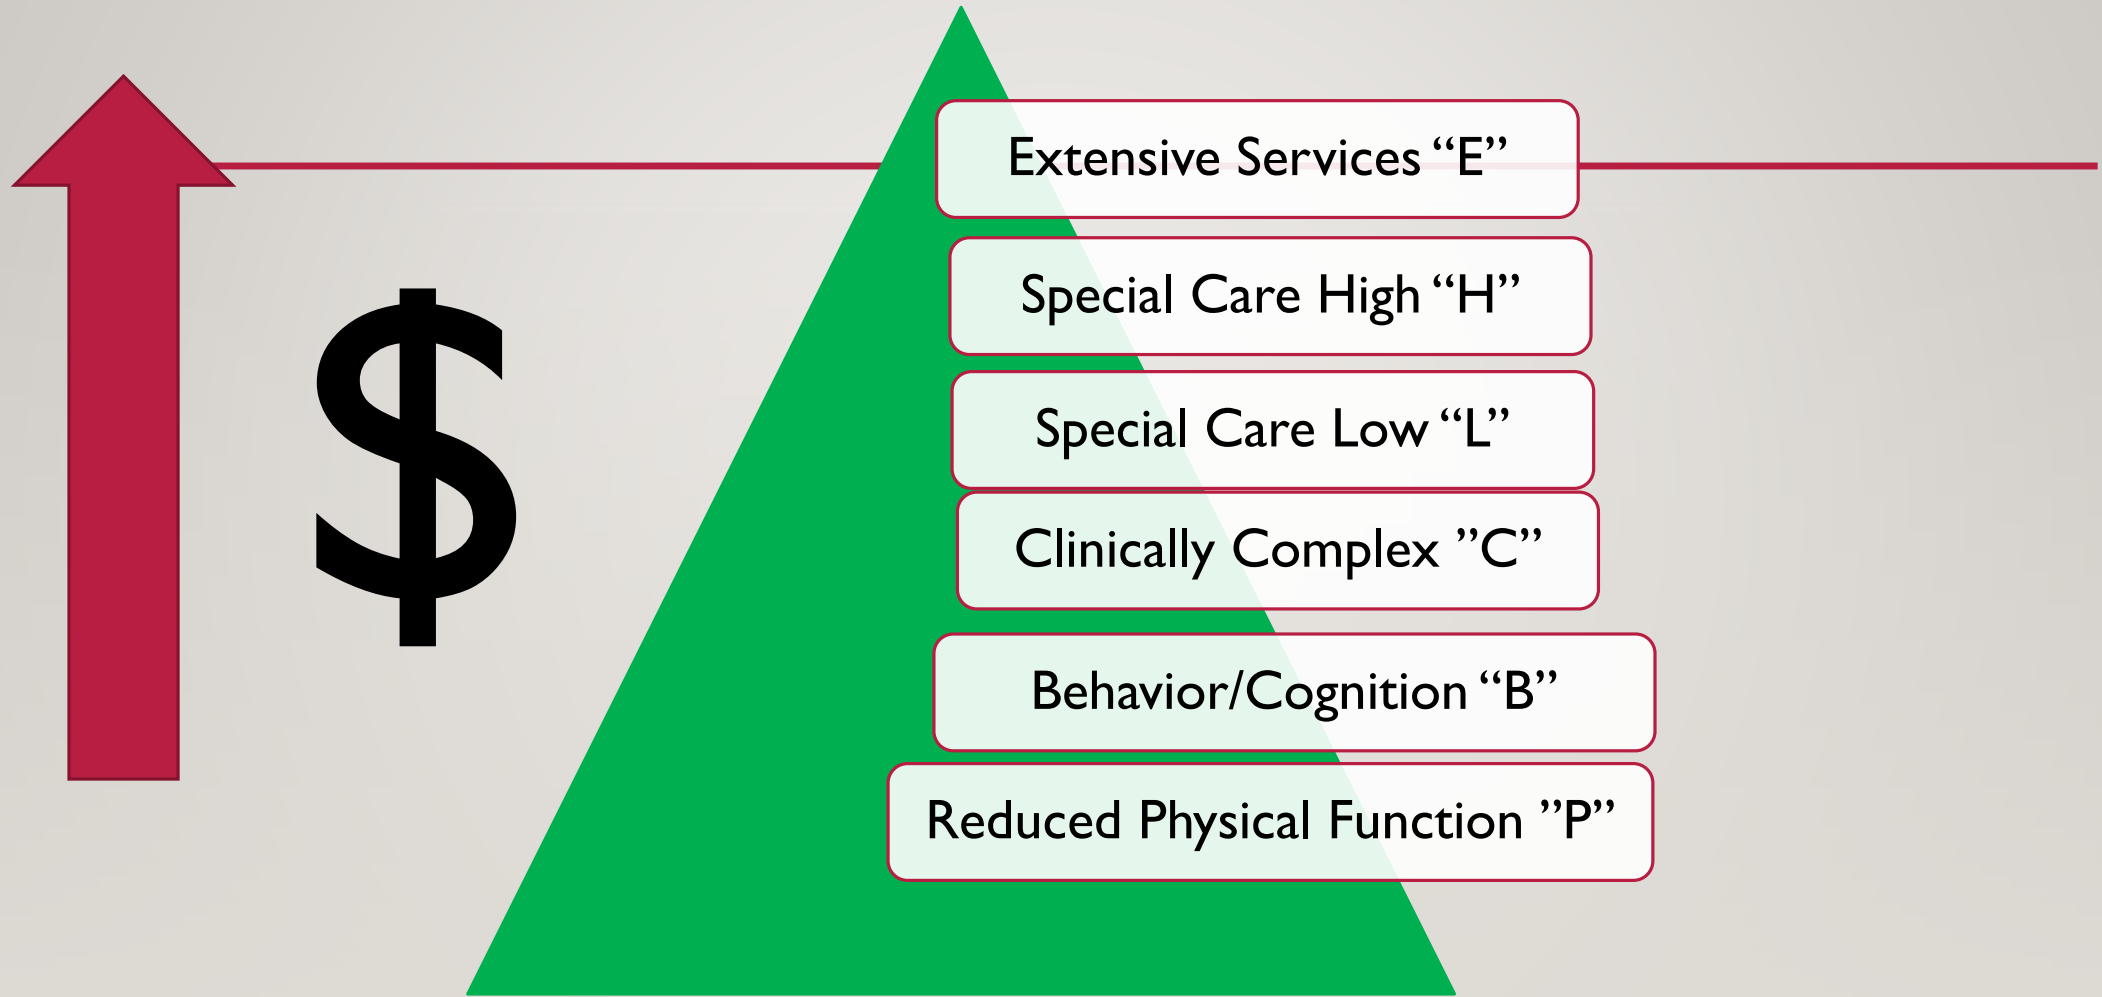 $
Extensive Services “E”
Special Care High “H”
Special Care Low “L”
Clinically Complex ”C”
Behavior/Cognition “B”
Reduced Physical Function ”P”